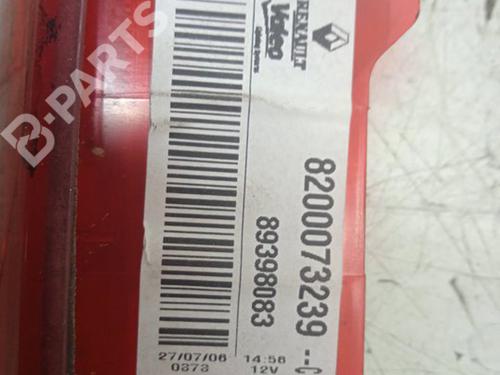 RENAULT
Valeo
8200073239--C
89398083
27/07/06 14:56
0373 12V
B-PARTS